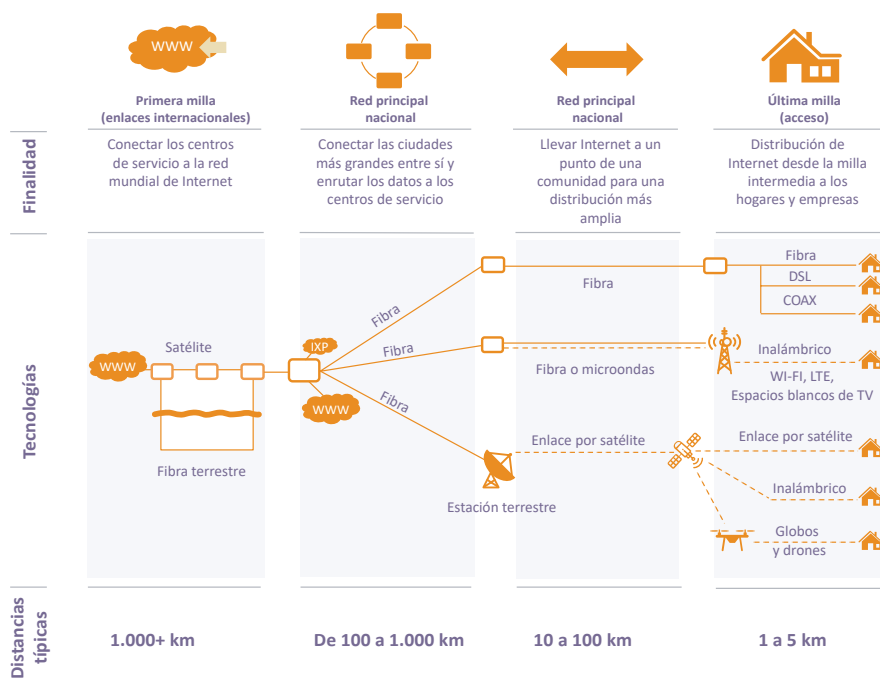 WWW
Primera milla
(enlaces internacionales)
Red principal
nacional
Red principal
nacional
Última milla
(acceso)
Finalidad
Conectar los centros
de servicio a la red
mundial de Internet
Conectar las ciudades
más grandes entre sí y
enrutar los datos a los
centros de servicio
Llevar Internet a un
punto de una
comunidad para una
distribución más
amplia
Distribución de
Internet desde la milla
intermedia a los
hogares y empresas
Tecnologías
WWW
Satélite
Fibra terrestre
IXP
WWW
Fibra
Fibra
Fibra
Estación terrestre
Fibra
Fibra o microondas
Enlace por satélite
Fibra
DSL
COAX
Inalámbrico
WI-FI, LTE,
Espacios blancos de TV
Enlace por satélite
Inalámbrico
Globos
y drones
Distancias
típicas
1.000+ km
De 100 a 1.000 km
10 a 100 km
1 a 5 km